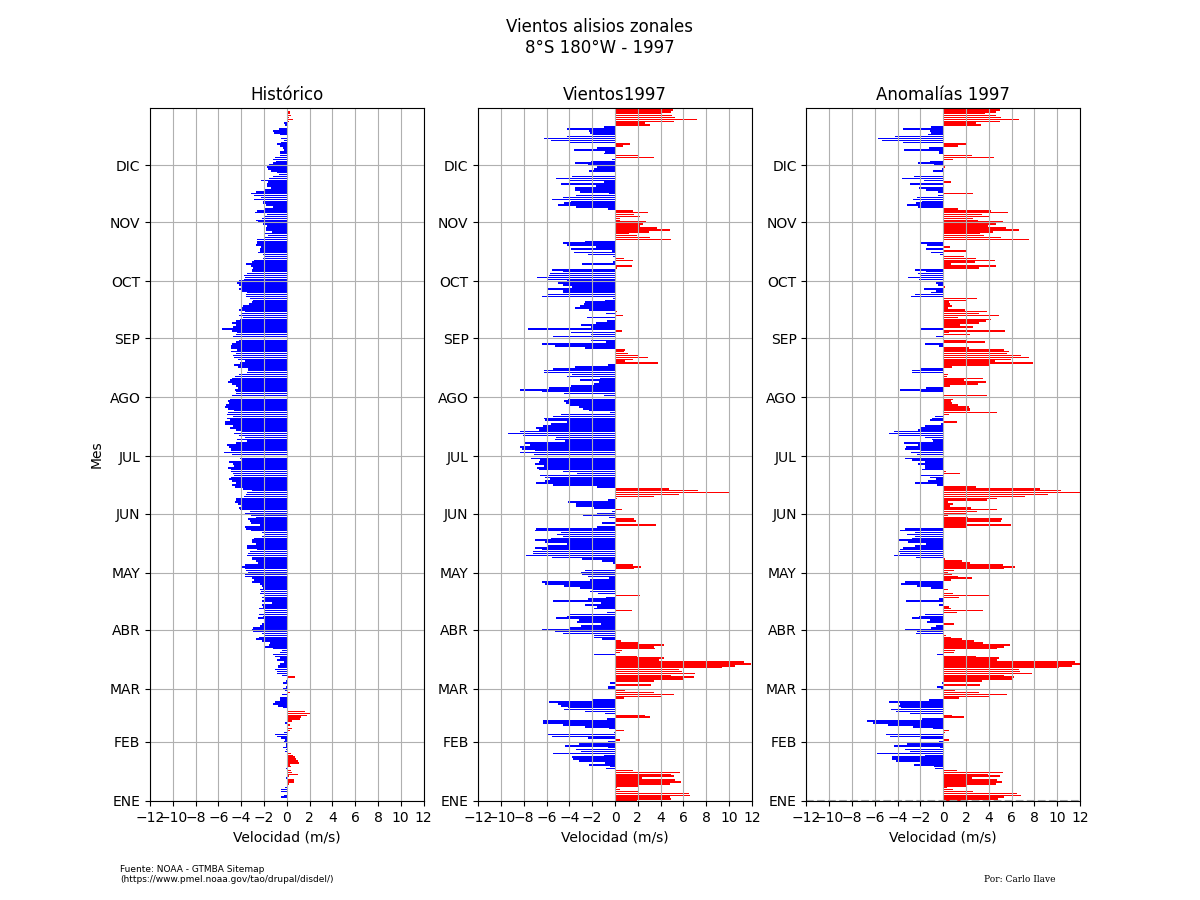 Vientos alisios zonales
8°S 180°W - 1997
Histórico
Vientos1997
Anomalías 1997
Mes
DIC
NOV
OCT
SEP
AGO
JUL
JUN
MAY
ABR
MAR
FEB
ENE
DIC
NOV
OCT
SEP
AGO
JUL
JUN
MAY
ABR
MAR
FEB
ENE
DIC
NOV
OCT
SEP
AGO
JUL
JUN
MAY
ABR
MAR
FEB
ENE
−12 −10 −8 −6 −4 −2 0 2 4 6 8 10 12
−12 −10 −8 −6 −4 −2 0 2 4 6 8 10 12
−12 −10 −8 −6 −4 −2 0 2 4 6 8 10 12
Velocidad (m/s)
Velocidad (m/s)
Velocidad (m/s)
Fuente: NOAA - GTMBA Sitemap
(https://www.pmel.noaa.gov/tao/drupal/disdel/)
Por: Carlo Ilave